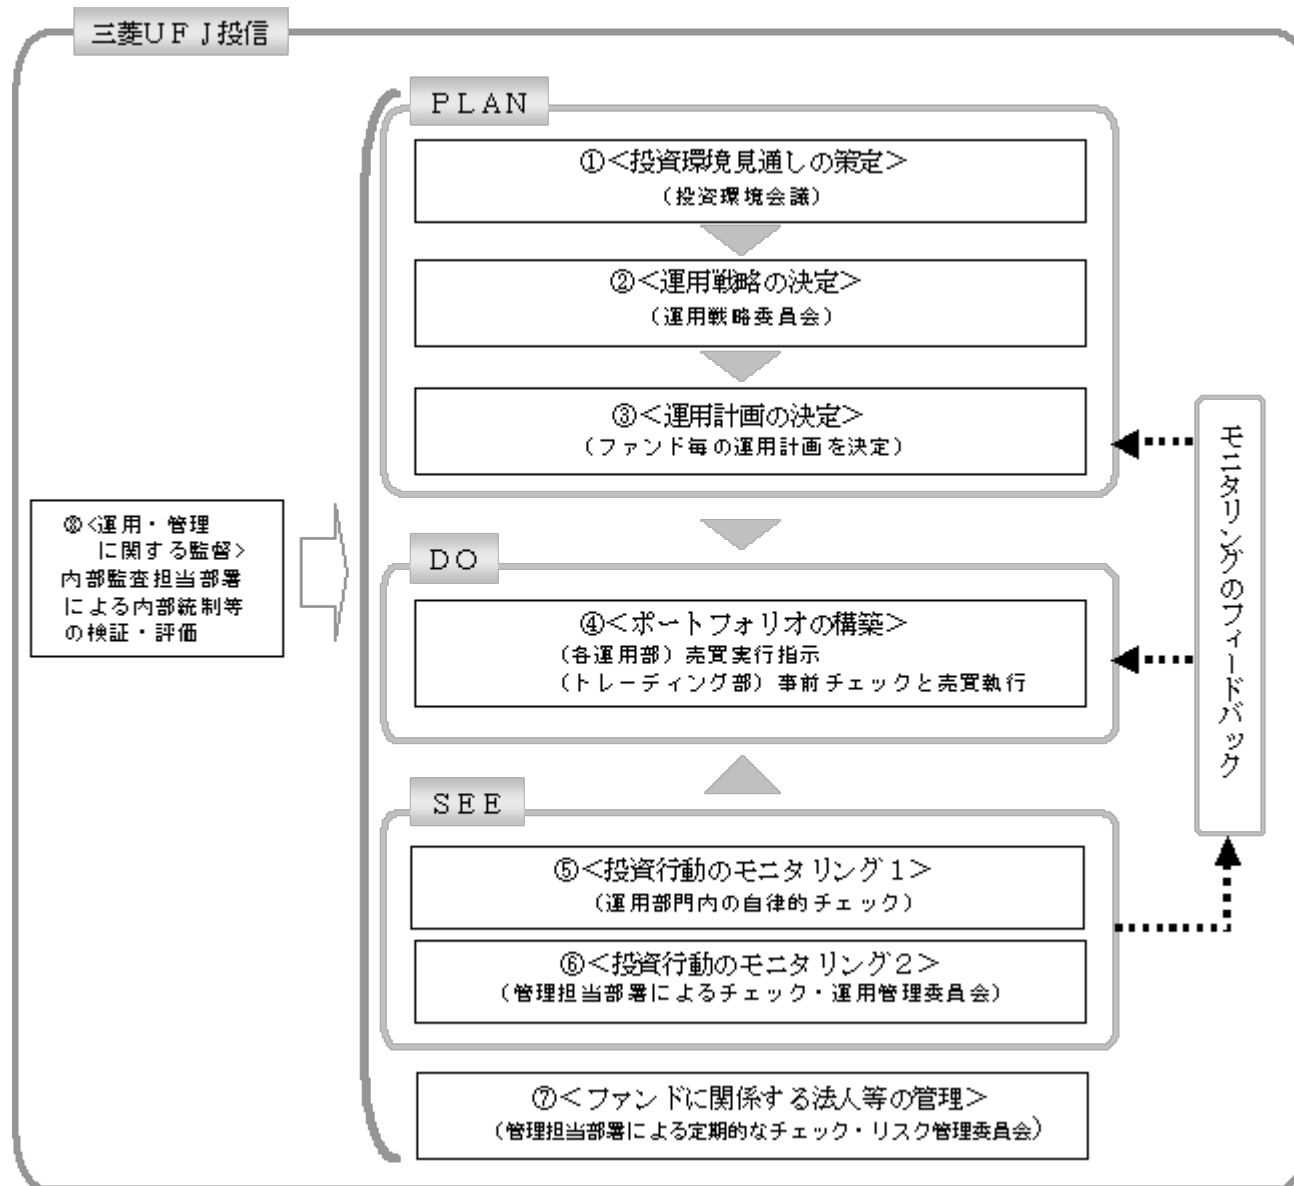 三菱ＵＦＪ投信
ＰＬＡＮ
①＜投資環境見通しの策定＞
（投資環境会議）
②＜運用戦略の決定＞
（運用戦略委員会）
③＜運用計画の決定＞
（ファンド毎の運用計画を決定）
⑧＜運用・管理
に関する監督＞
内部監査担当部署
による内部統制等
の検証・評価
ＤＯ
④＜ポートフォリオの構築＞
（各運用部）売買実行指示
（トレーディング部）事前チェックと売買執行
モニタリングのフィードバック
ＳＥＥ
⑤＜投資行動のモニタリング１＞
（運用部門内の自律的チェック）
⑥＜投資行動のモニタリング２＞
（管理担当部署によるチェック・運用管理委員会）
⑦＜ファンドに関係する法人等の管理＞
（管理担当部署による定期的なチェック・リスク管理委員会）